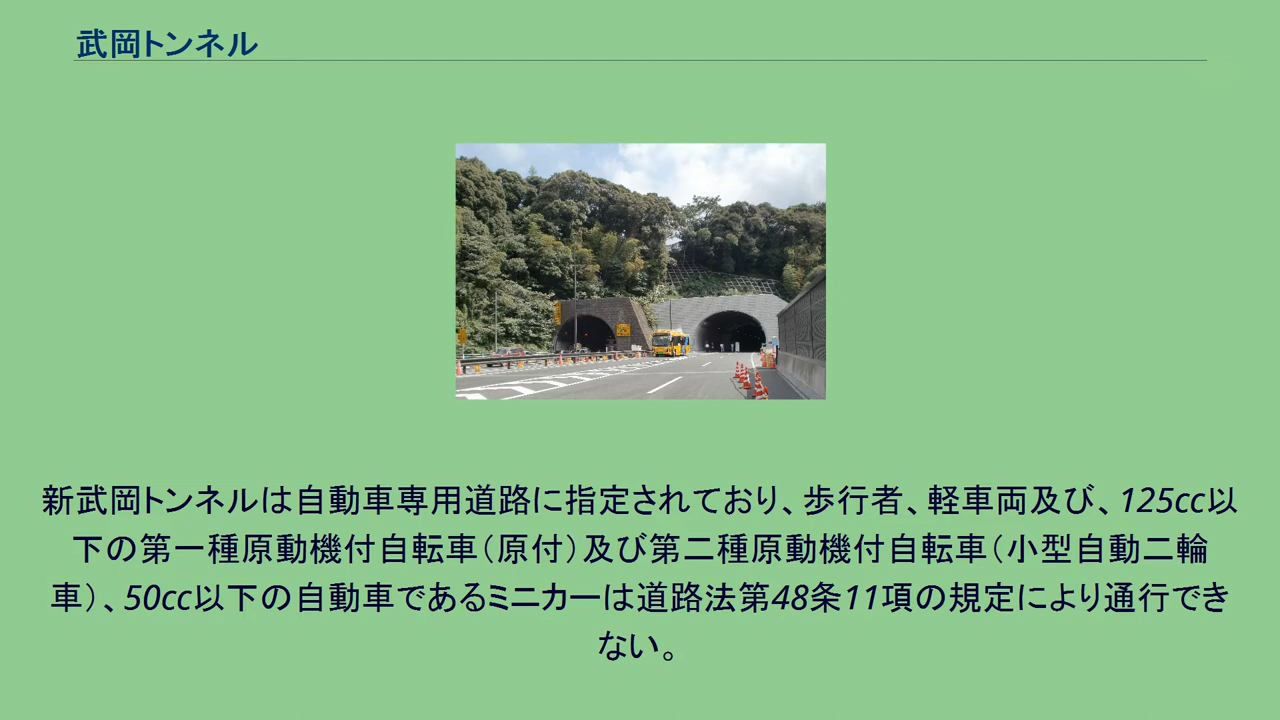 武岡トンネル
新武岡トンネルは自動車専用道路に指定されており、歩行者、軽車両及び、125cc以
下の第一種原動機付自転車（原付）及び第二種原動機付自転車（小型自動二輪
車）、50cc以下の自動車であるミニカーは道路法第48条11項の規定により通行でき
ない。